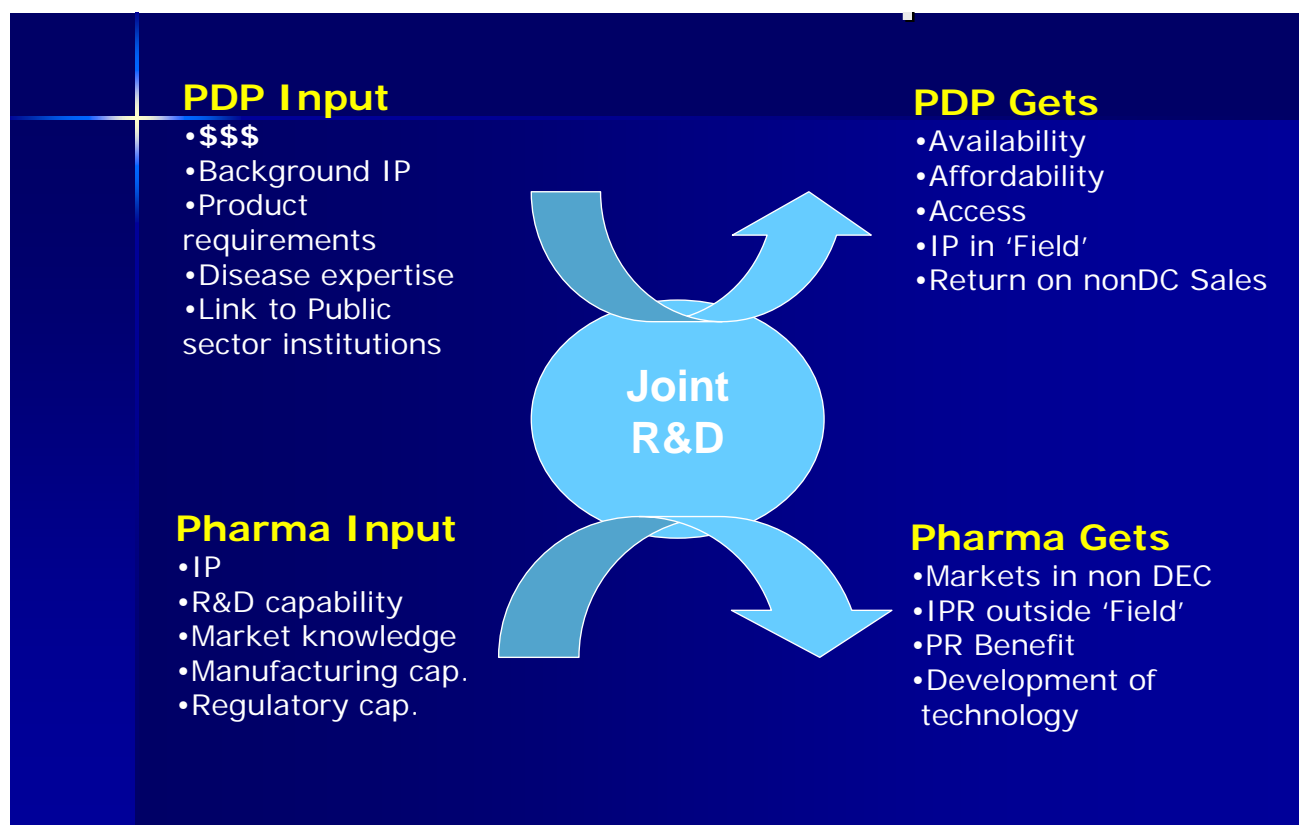 PDP Input
•$$$
•Background IP
•Product
requirements
•Disease expertise
•Link to Public
sector institutions
PDP Gets
•Availability
•Affordability
•Access
•IP in ‘Field’
•Return on nonDC Sales
Joint
R&D
Pharma Input
•IP
•R&D capability
•Market knowledge
•Manufacturing cap.
•Regulatory cap.
Pharma Gets
•Markets in non DEC
•IPR outside ‘Field’
•PR Benefit
•Development of
technology